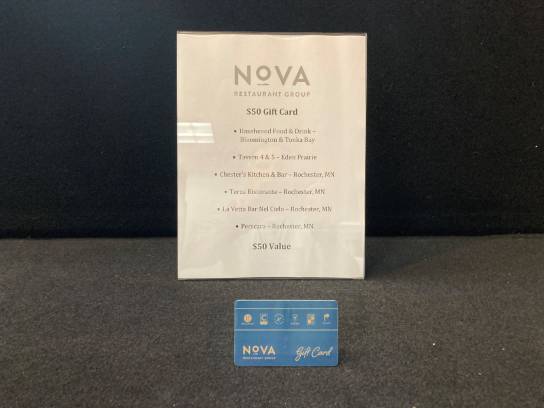 NOVA
RESTAURANT GROUP
$50 Gift Card
• Unmbered Food & Drink –
Bloomington & Tonka Bay
• Tavern 4 & 5 – Eden Prairie
• Chester's Kitchen & Bar – Rochester, MN
• Terza Ristorante – Rochester, MN
• La Vetta Bar Nel Cielo – Rochester, MN
• Pescara – Rochester, MN
$50 Value
NOVA
RESTAURANT GROUP
Gift Card